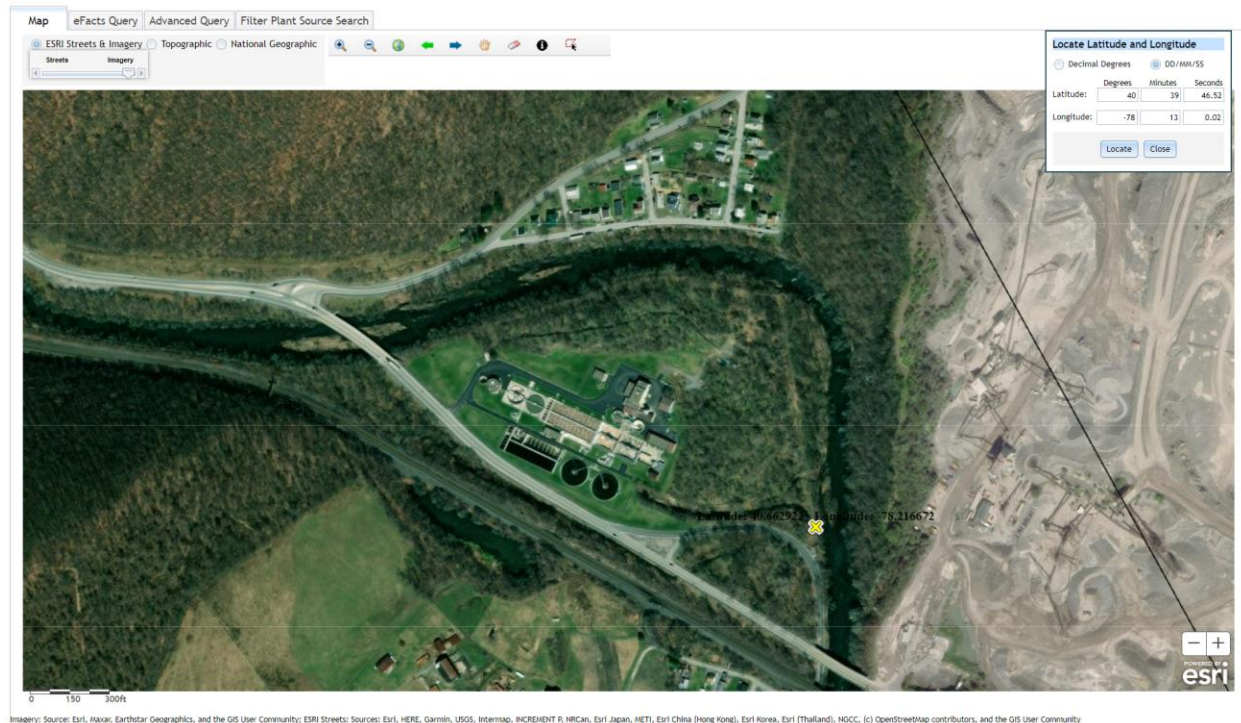 Map eFacts Query Advanced Query Filter Plant Source Search
ESRI Streets & Imagery Topographic National Geographic
Streets Imagery
Locate Latitude and Longitude
Decimal Degrees DD/MM/SS
Degrees Minutes Seconds
Latitude: 40 39 46.52
Longitude: -78 13 0.02
Locate Close
-78.216672
POWERED BY
esri
0 150 300ft
Imagery: Source: Esri, Maxar, Earthstar Geographics, and the GIS User Community; ESRI Streets: Sources: Esri, HERE, Garmin, USGS, Intermap, INCREMENT P, NRCan, Esri Japan, METI, Esri China (Hong Kong), Esri Korea, Esri (Thailand), NGCC, (c) OpenStreetMap contributors, and the GIS User Community